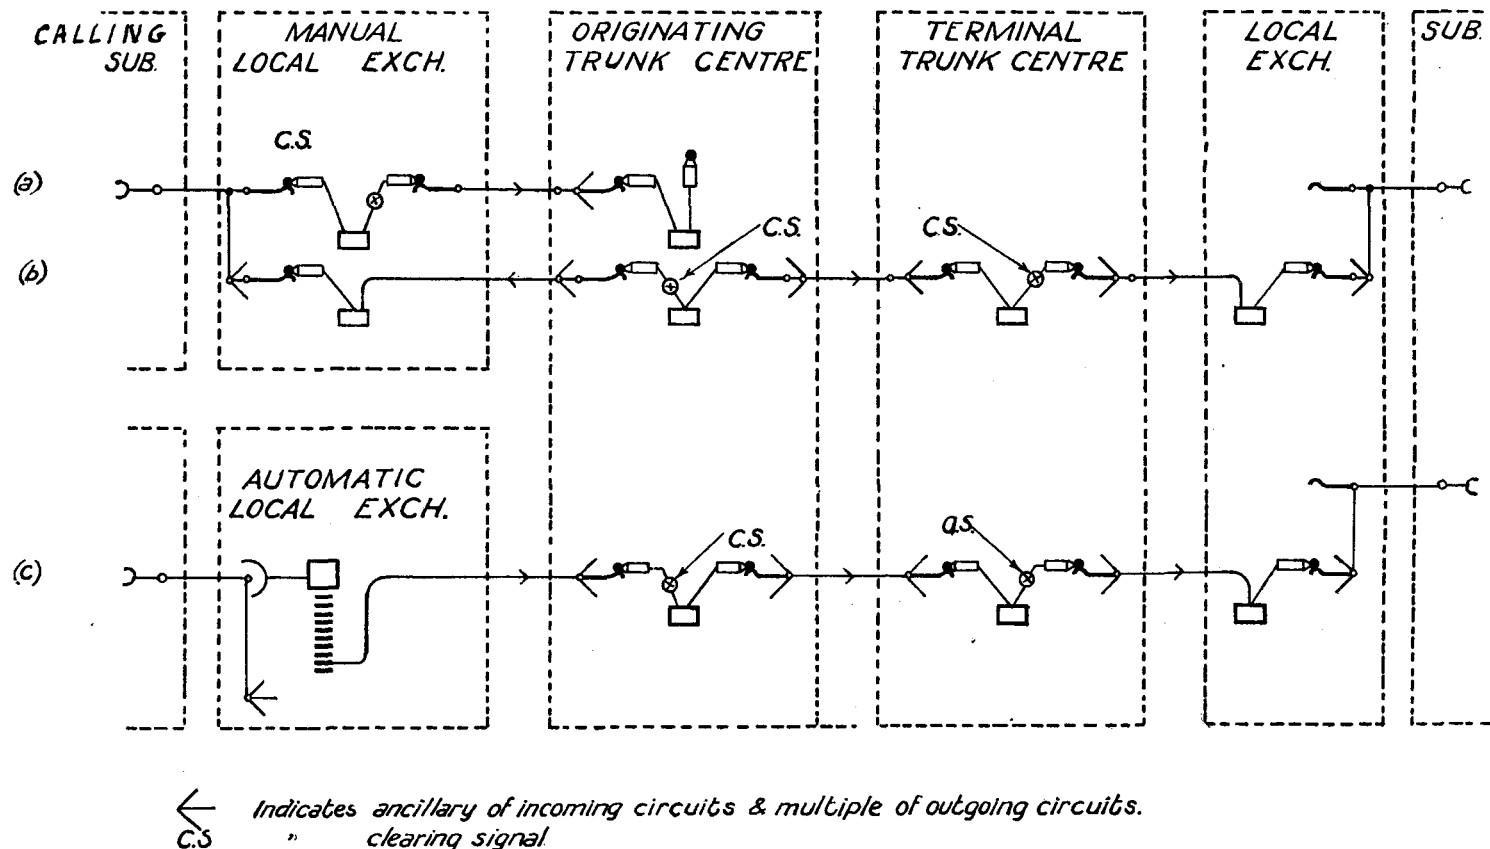 CALLING
SUB.
MANUAL
LOCAL EXCH.
ORIGINATING
TRUNK CENTRE
TERMINAL
TRUNK CENTRE
LOCAL
EXCH.
SUB.
C.S.
(a)
C.S.
C.S.
(b)
AUTOMATIC
LOCAL EXCH.
C.S.
a.s.
(c)
Indicates ancillary of incoming circuits & multiple of outgoing circuits.
C.S " clearing signal